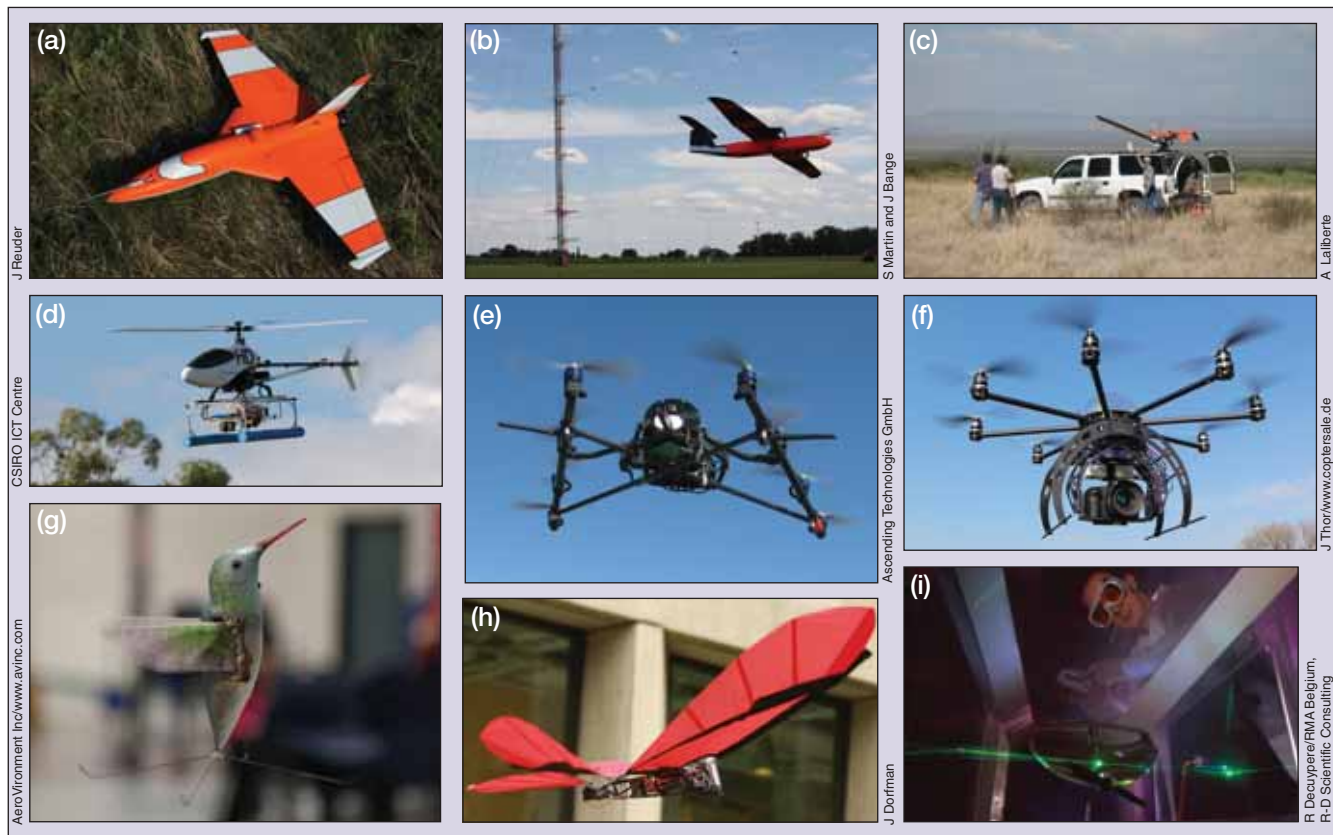 (a)
J Reuder
(b)
S Martin and J Bange
(c)
A Laliberte
(d)
CSIRO ICT Centre
(e)
Ascending Technologies GmbH
(f)
J Thor/www.coptersale.de
(g)
AeroVironment Inc/www.avinc.com
(h)
J Dorfman
(i)
R Decuypere/RMA Belgium,
R-D Scientific Consulting